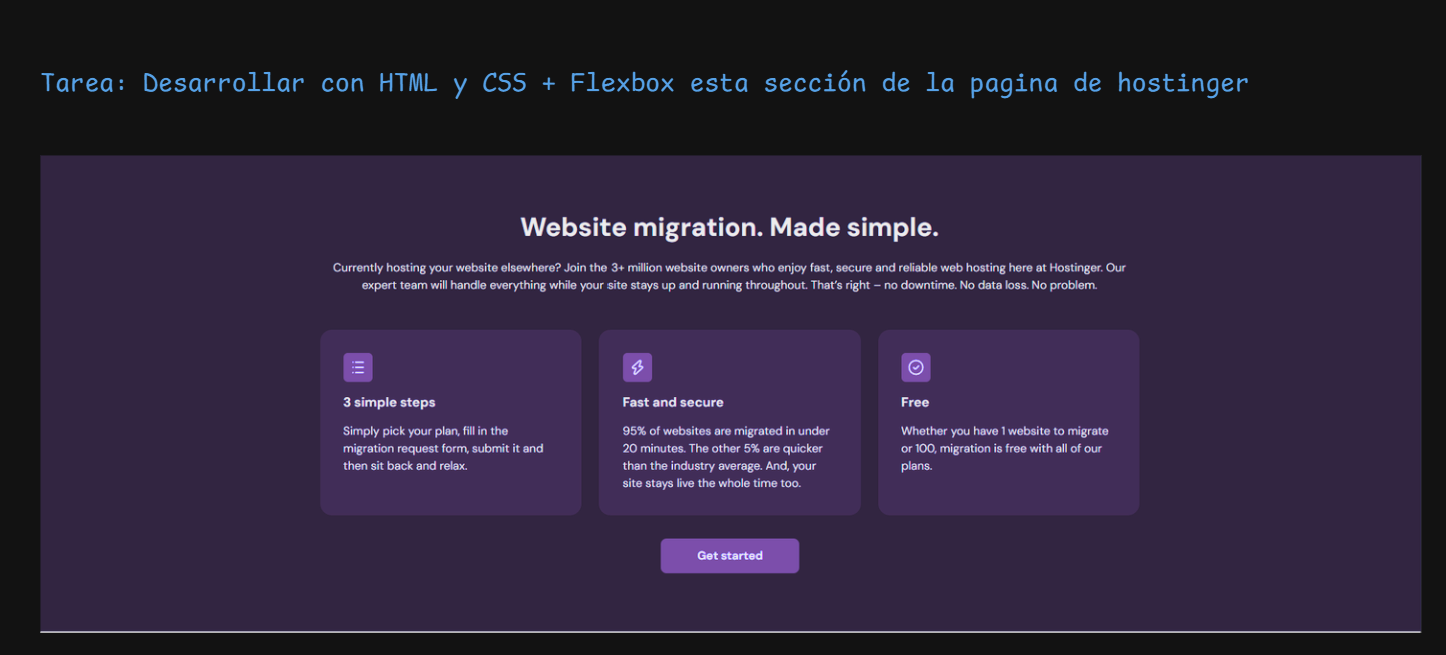 Tarea: Desarrollar con HTML y CSS + Flexbox esta sección de la pagina de hostinger
Website migration. Made simple.
Currently hosting your website elsewhere? Join the 3+ million website owners who enjoy fast, secure and reliable web hosting here at Hostinger. Our
expert team will handle everything while your site stays up and running throughout. That's right – no downtime. No data loss. No problem.
3 simple steps
Simply pick your plan, fill in the
migration request form, submit it and
then sit back and relax.
Fast and secure
95% of websites are migrated in under
20 minutes. The other 5% are quicker
than the industry average. And, your
site stays live the whole time too.
Free
Whether you have 1 website to migrate
or 100, migration is free with all of our
plans.
Get started